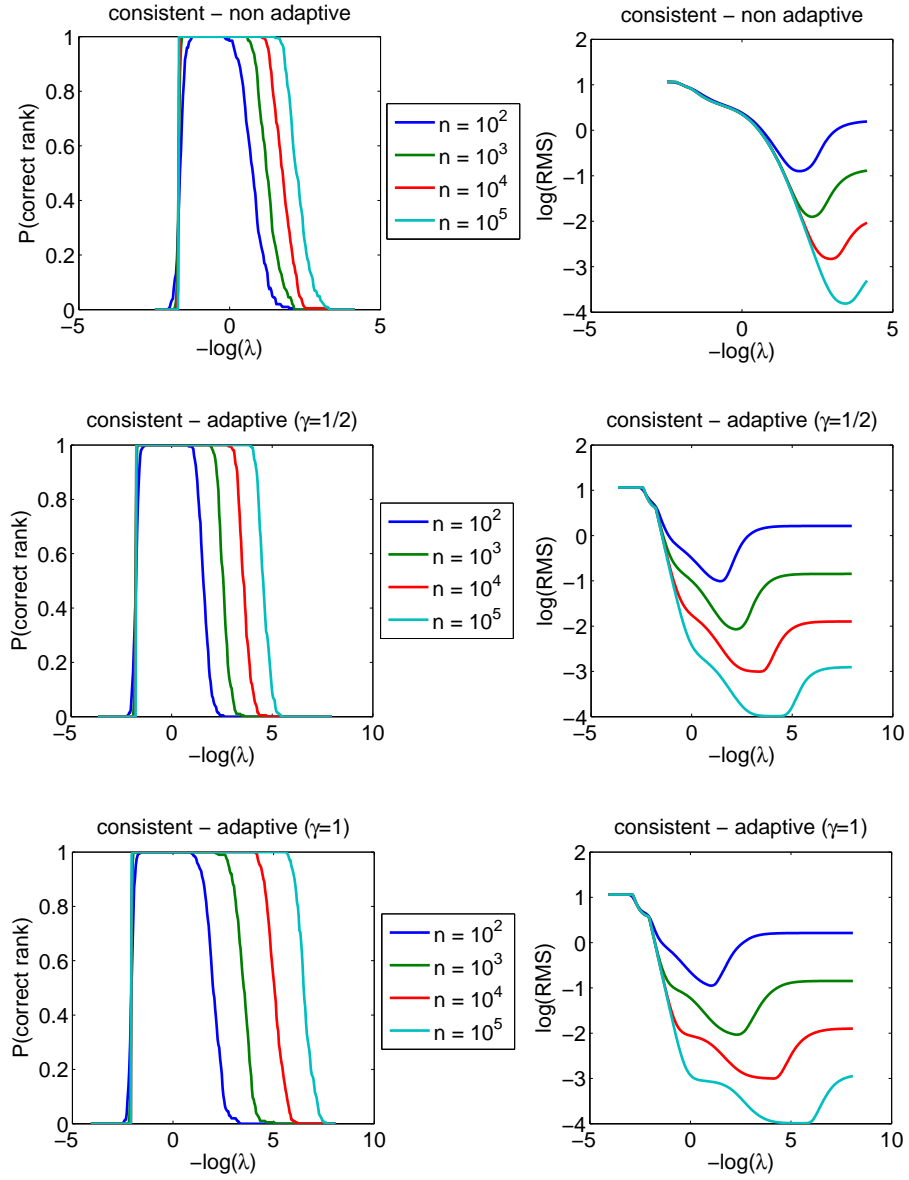 consistent − non adaptive
P(correct rank)
1
0.8
0.6
0.4
0.2
0
−5
0
5
−log(λ)
n = 10^2
n = 10^3
n = 10^4
n = 10^5
consistent − non adaptive
log(RMS)
2
1
0
−1
−2
−3
−4
−5
0
5
−log(λ)
consistent − adaptive (γ=1/2)
P(correct rank)
1
0.8
0.6
0.4
0.2
0
−5
0
5
10
−log(λ)
n = 10^2
n = 10^3
n = 10^4
n = 10^5
consistent − adaptive (γ=1/2)
log(RMS)
2
1
0
−1
−2
−3
−4
−5
0
5
10
−log(λ)
consistent − adaptive (γ=1)
P(correct rank)
1
0.8
0.6
0.4
0.2
0
−5
0
5
10
−log(λ)
n = 10^2
n = 10^3
n = 10^4
n = 10^5
consistent − adaptive (γ=1)
log(RMS)
2
1
0
−1
−2
−3
−4
−5
0
5
10
−log(λ)